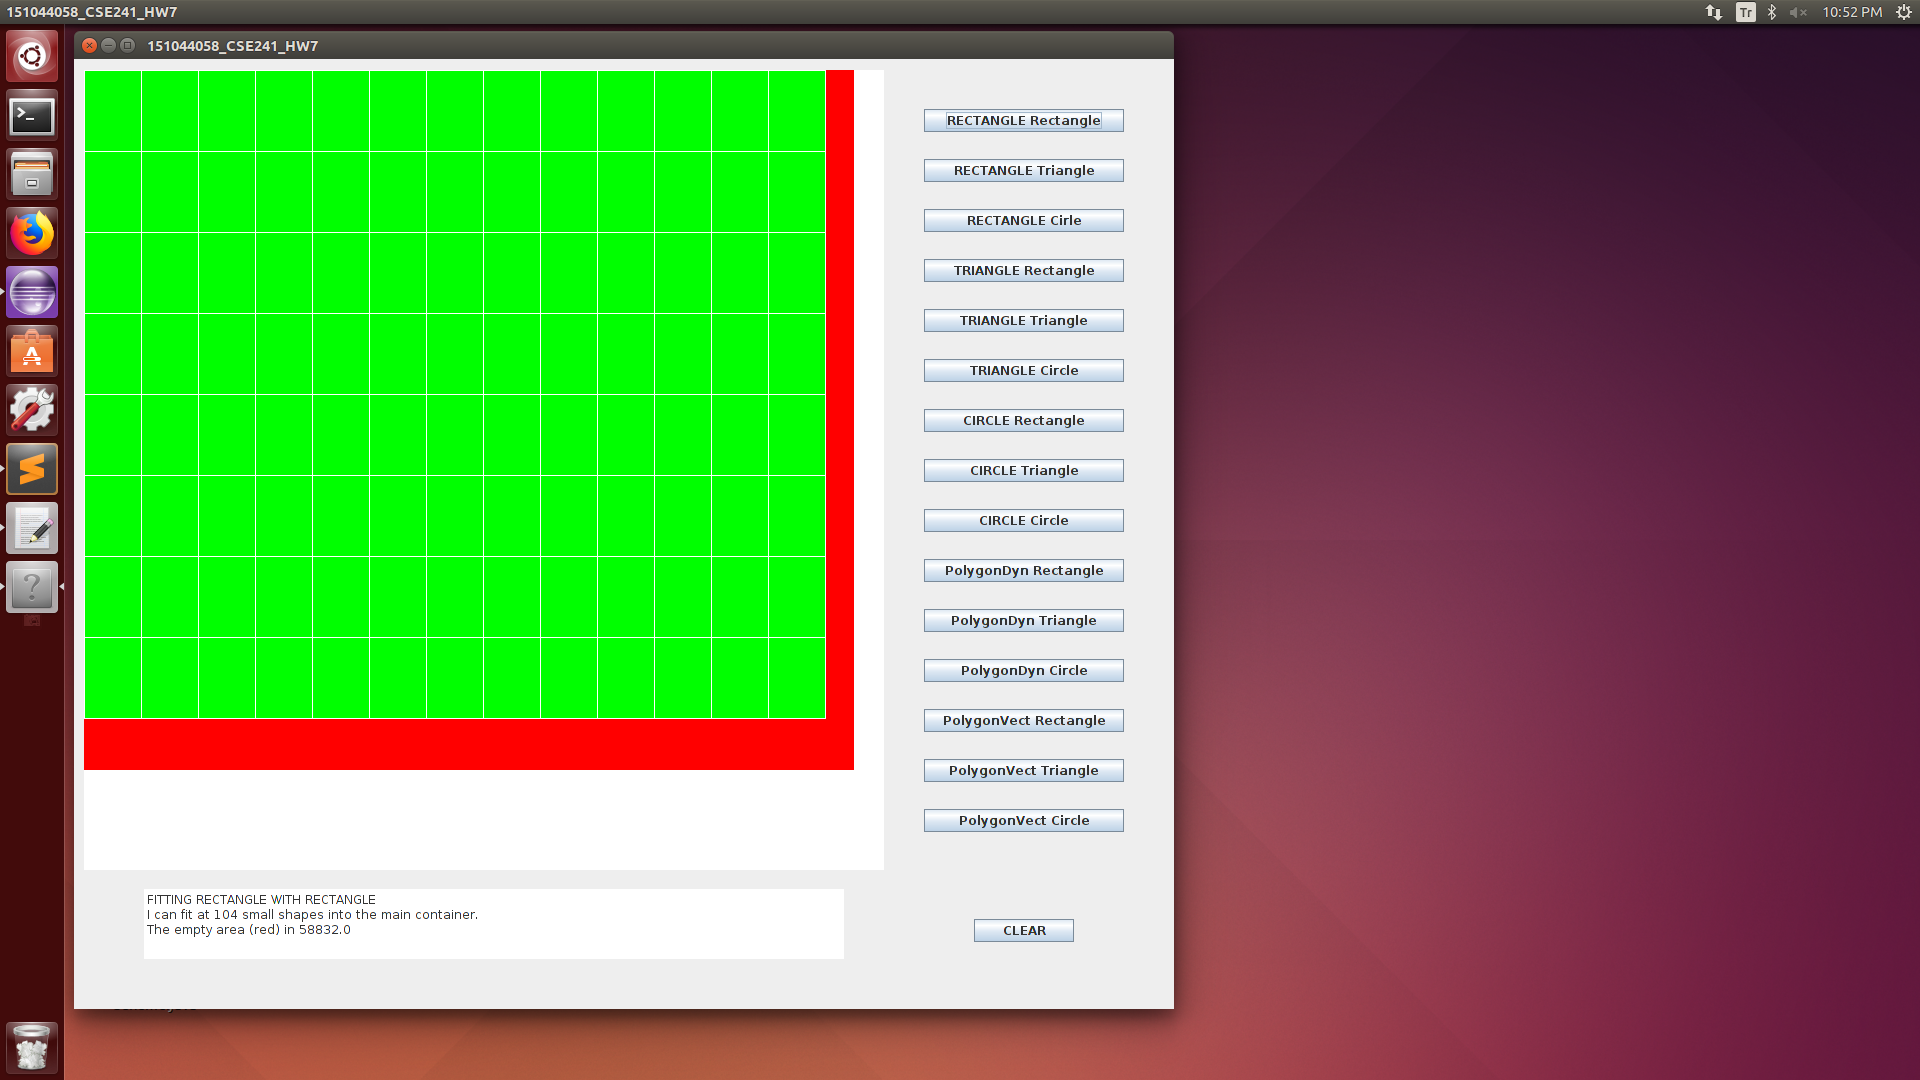 151044058_CSE241_HW7
Tr
10:52 PM
151044058_CSE241_HW7
RECTANGLE Rectangle
RECTANGLE Triangle
RECTANGLE Cirle
TRIANGLE Rectangle
TRIANGLE Triangle
TRIANGLE Circle
CIRCLE Rectangle
CIRCLE Triangle
CIRCLE Circle
PolygonDyn Rectangle
PolygonDyn Triangle
PolygonDyn Circle
PolygonVect Rectangle
PolygonVect Triangle
PolygonVect Circle
FITTING RECTANGLE WITH RECTANGLE
I can fit at 104 small shapes into the main container.
The empty area (red) in 58832.0
CLEAR